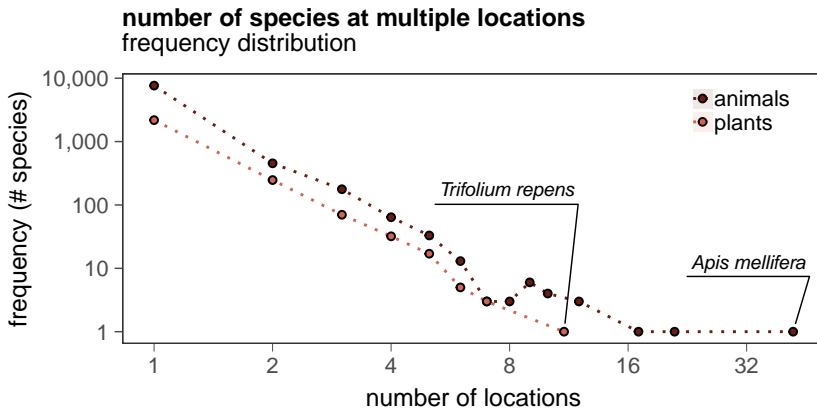 number of species at multiple locations
frequency distribution
frequency (# species)
10,000
1,000
100
10
1
animals
plants
Trifolium repens
Apis mellifera
1 2 4 8 16 32
number of locations